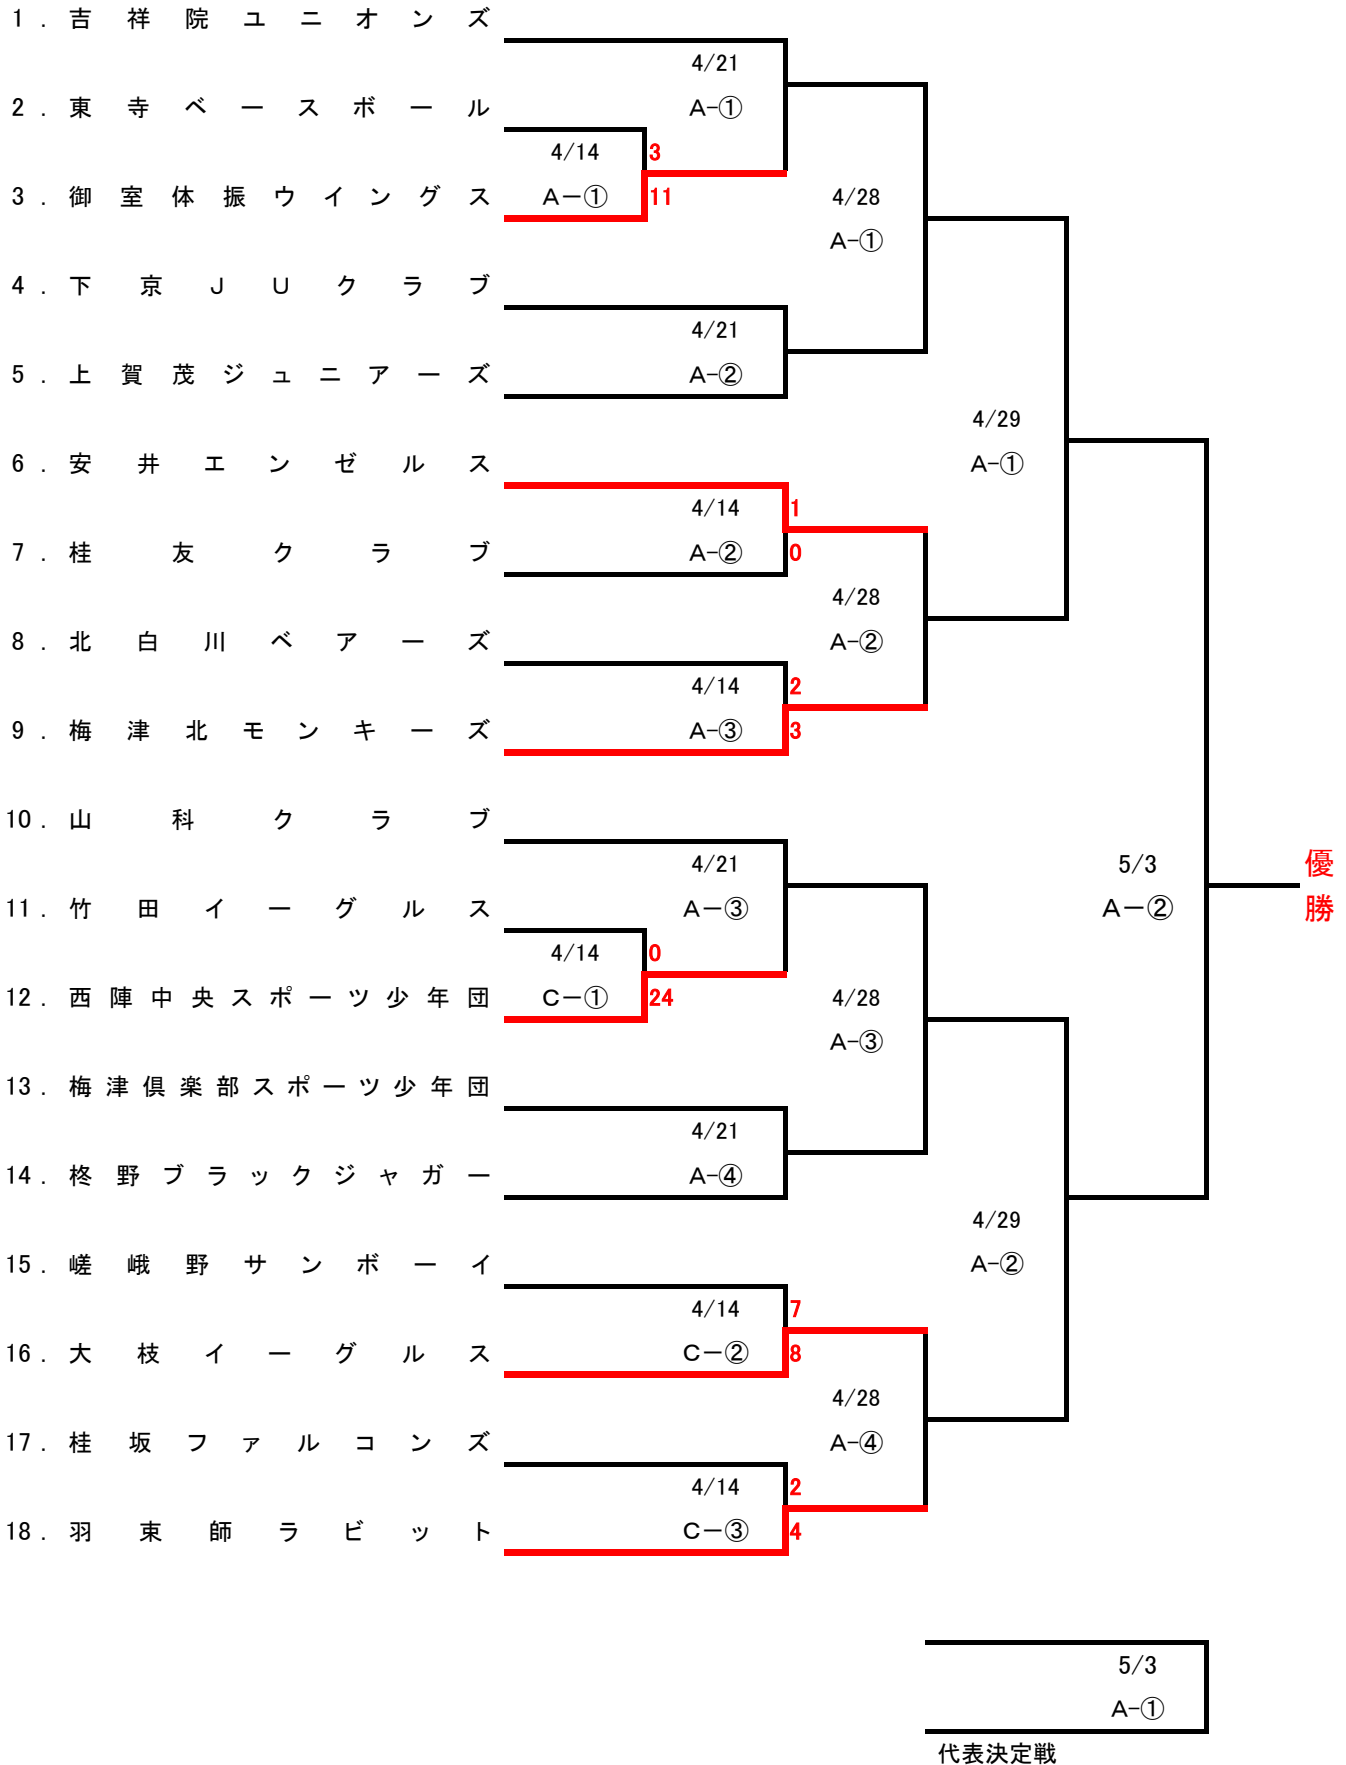 1．吉祥院ユニオンズ
4/21
2．東寺ベースボール
A-①
4/14
3
3．御室体振ウイングス
A－①
11
4/28
A-①
4．下京ＪＵクラブ
4/21
5．上賀茂ジュニアーズ
A-②
4/29
6．安井エンゼルス
A-①
4/14
1
7．桂友クラブ
A-②
0
4/28
8．北白川ベアーズ
A-②
4/14
2
9．梅津北モンキーズ
A-③
3
10．山科クラブ
4/21
5/3
優
11．竹田イーグルス
A－③
A－②
勝
4/14
0
12．西陣中央スポーツ少年団
C－①
24
4/28
A-③
13．梅津倶楽部スポーツ少年団
4/21
14．柊野ブラックジャガー
A-④
4/29
15．嵯峨野サンボーイ
A-②
4/14
7
16．大枝イーグルス
C－②
8
4/28
17．桂坂ファルコンズ
A-④
4/14
2
18．羽束師ラビット
C－③
4
5/3
A-①
代表決定戦